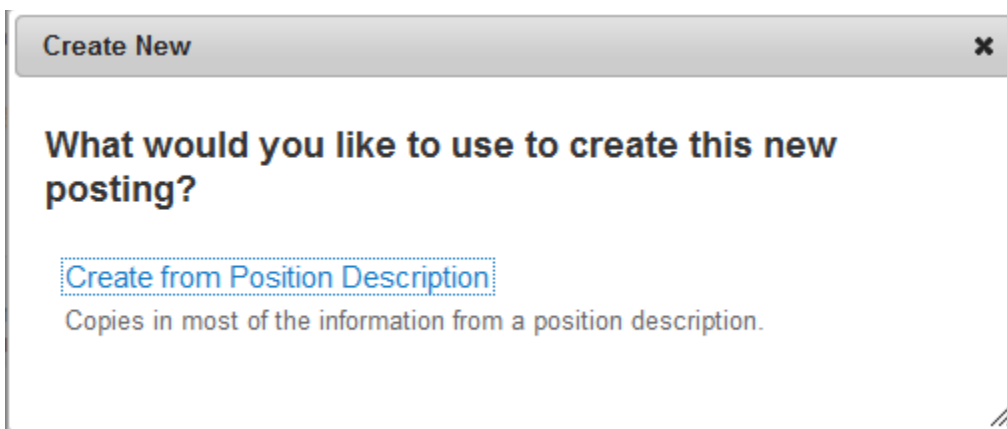 Create New
What would you like to use to create this new
posting?
Create from Position Description
Copies in most of the information from a position description.